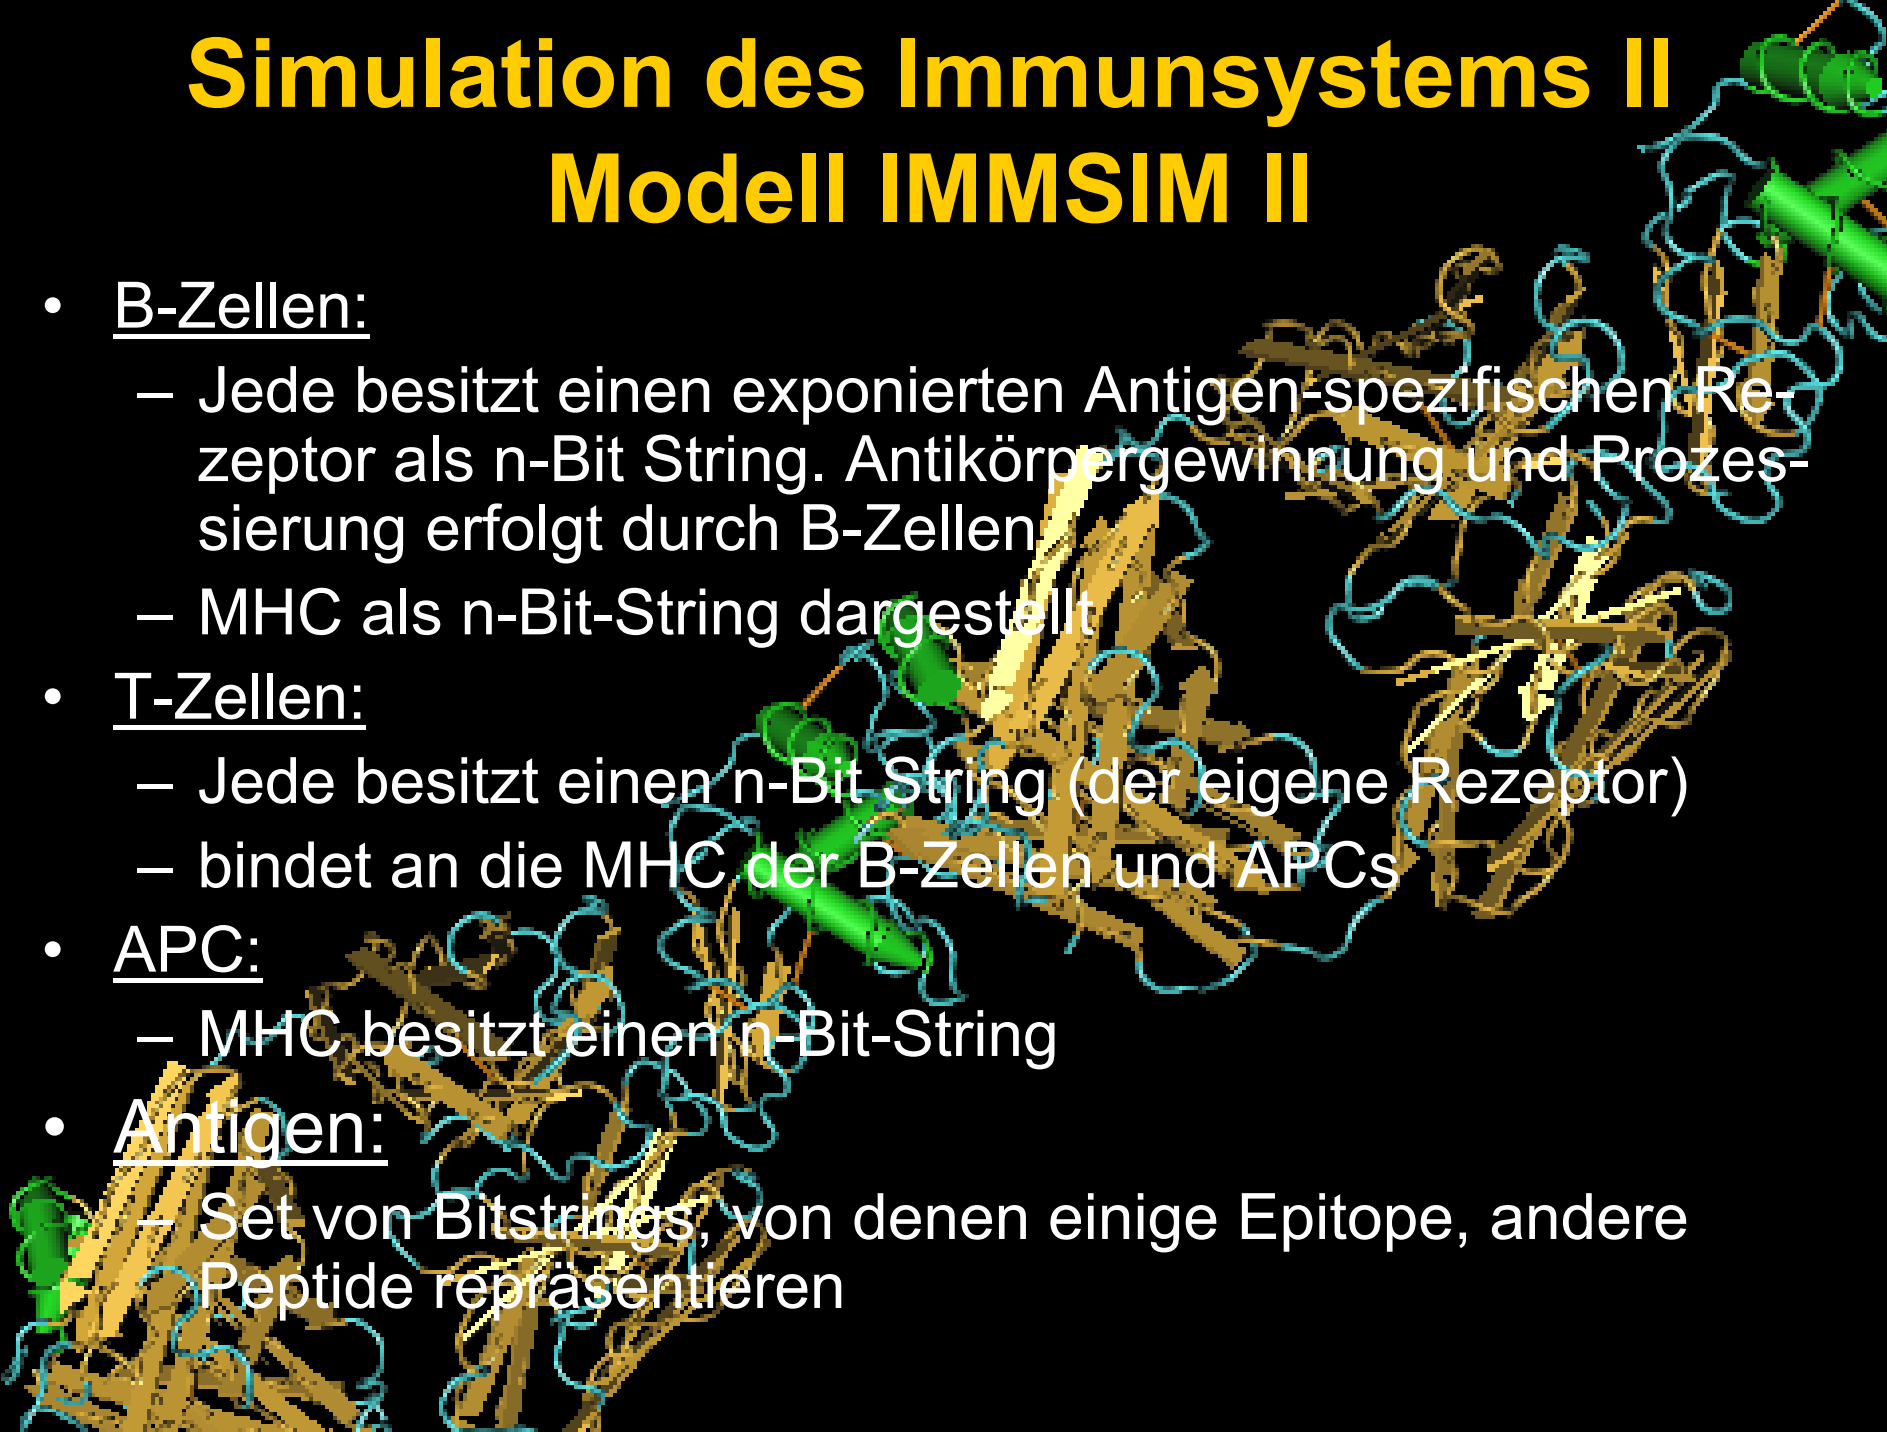 Simulation des Immunsystems II
Modell IMMSIM II
• B-Zellen:
– Jede besitzt einen exponierten Antigen-spezifischen Re-
zeptor als n-Bit String. Antikörpergewinnung und Prozes-
sierung erfolgt durch B-Zellen
– MHC als n-Bit-String dargestellt
• T-Zellen:
– Jede besitzt einen n-Bit String (der eigene Rezeptor)
– bindet an die MHC der B-Zellen und APCs
• APC:
– MHC besitzt einen n-Bit-String
• Antigen:
– Set von Bitstrings, von denen einige Epitope, andere
Peptide repräsentieren